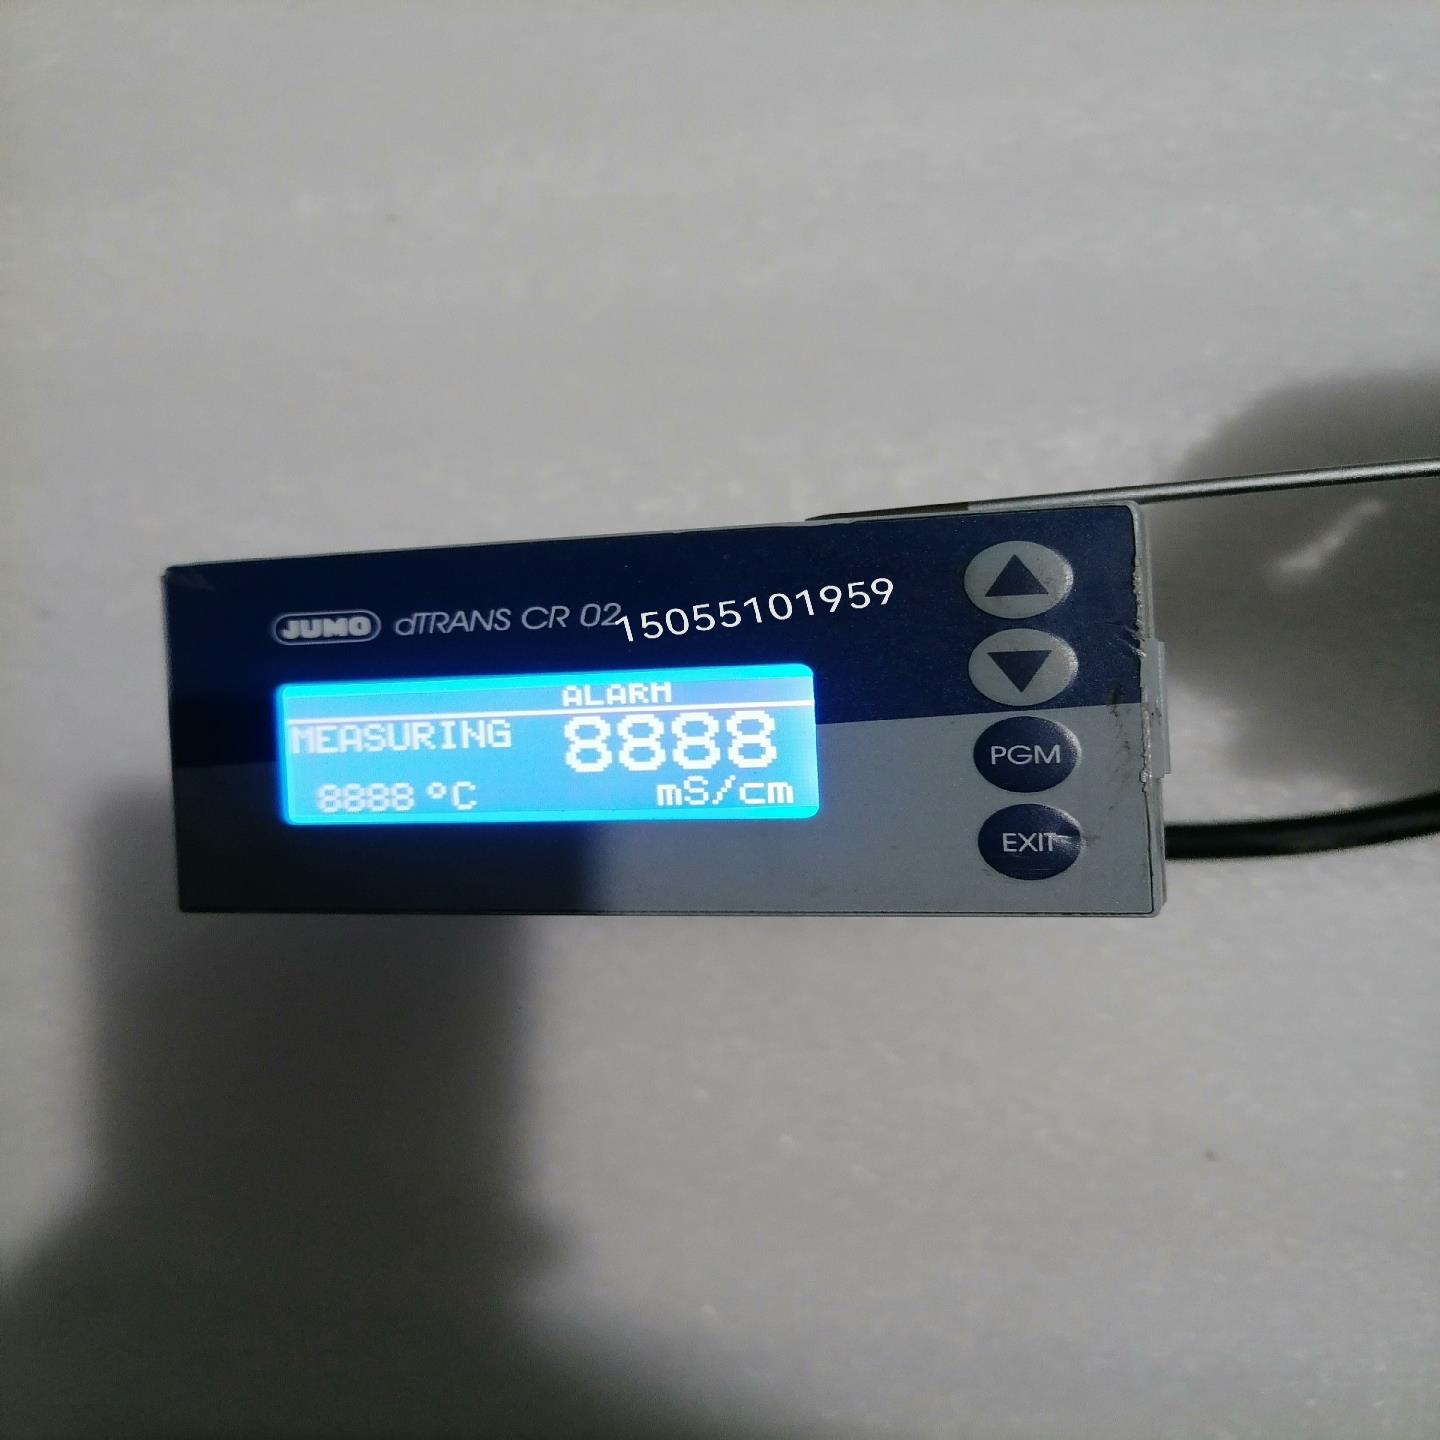 JUMO dTRANS CR 02
15055101959
ALARM
MEASURING 8888
8888 °C mS/cm
PGM
EXIT